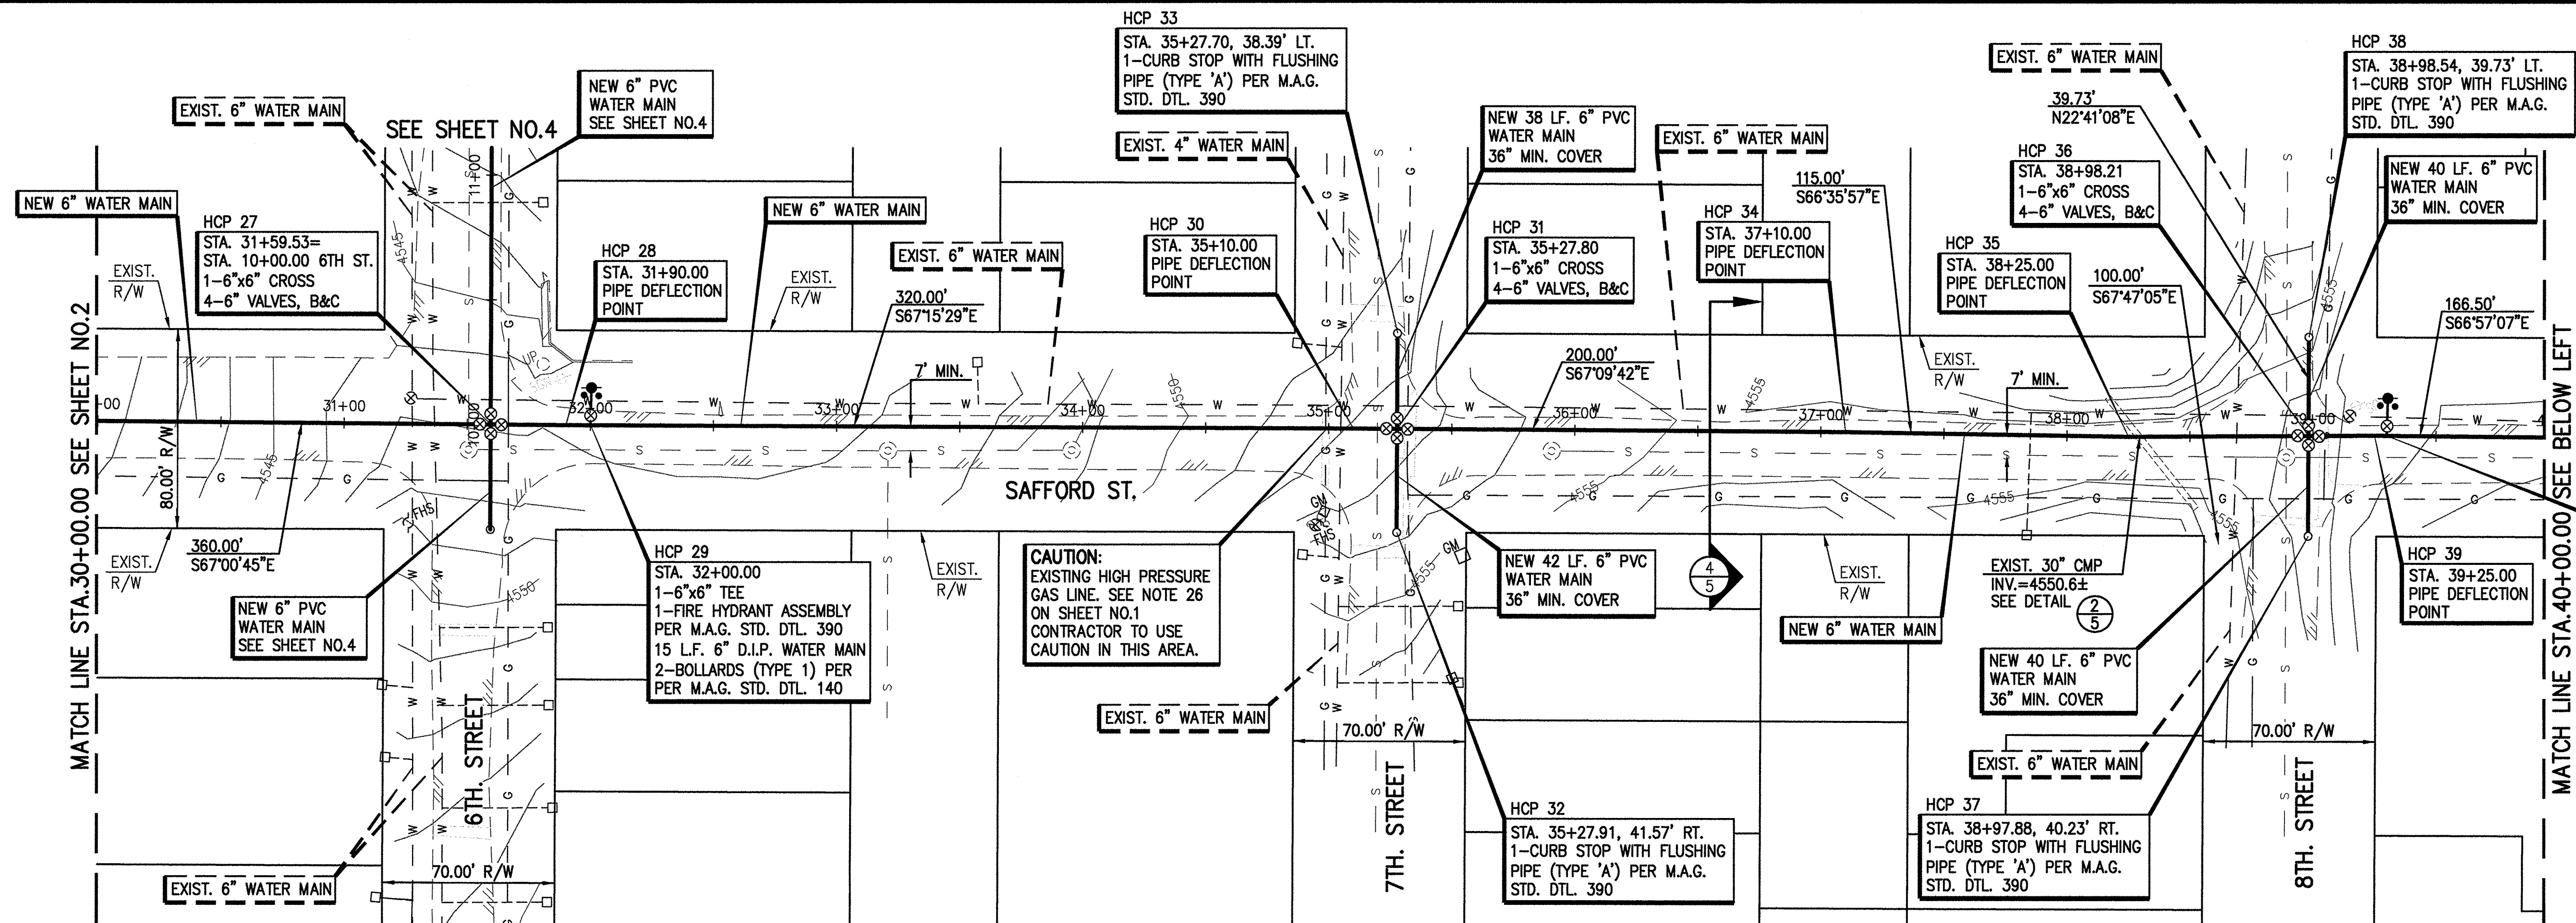 HCP 33
STA. 35+27.70, 38.39' LT.
1-CURB STOP WITH FLUSHING
PIPE (TYPE 'A') PER M.A.G.
STD. DTL. 390
HCP 38
STA. 38+98.54, 39.73' LT.
1-CURB STOP WITH FLUSHING
PIPE (TYPE 'A') PER M.A.G.
STD. DTL. 390
EXIST. 6" WATER MAIN
NEW 6" PVC
WATER MAIN
SEE SHEET NO.4
EXIST. 6" WATER MAIN
SEE SHEET NO.4
39.73'
N22°41'08"E
NEW 38 LF. 6" PVC
WATER MAIN
36" MIN. COVER
EXIST. 4" WATER MAIN
EXIST. 6" WATER MAIN
HCP 36
STA. 38+98.21
1-6"x6" CROSS
4-6" VALVES, B&C
NEW 40 LF. 6" PVC
WATER MAIN
36" MIN. COVER
115.00'
S66°35'57"E
11+00
NEW 6" WATER MAIN
NEW 6" WATER MAIN
HCP 27
STA. 31+59.53=
STA. 10+00.00 6TH ST.
1-6"x6" CROSS
4-6" VALVES, B&C
HCP 28
STA. 31+90.00
PIPE DEFLECTION
POINT
HCP 30
STA. 35+10.00
PIPE DEFLECTION
POINT
HCP 31
STA. 35+27.80
1-6"x6" CROSS
4-6" VALVES, B&C
HCP 34
STA. 37+10.00
PIPE DEFLECTION
POINT
HCP 35
STA. 38+25.00
PIPE DEFLECTION
POINT
EXIST. 6" WATER MAIN
EXIST.
R/W
EXIST.
R/W
4545
100.00'
S67°47'05"E
4555
320.00'
S67°15'29"E
166.50'
S66°57'07"E
MATCH LINE STA.30+00.00 SEE SHEET NO.2
80.00' R/W
UP
7' MIN.
200.00'
S67°09'42"E
EXIST.
R/W
7' MIN.
4550
4555
+00
31+00
32+00
33+00
34+00
35+00
36+00
37+00
38+00
39+00
4545
SAFFORD ST.
4555
4555
4555
FHS
GM
FHS
GM
4555
EXIST.
R/W
360.00'
S67°00'45"E
4550
HCP 29
STA. 32+00.00
1-6"x6" TEE
1-FIRE HYDRANT ASSEMBLY
PER M.A.G. STD. DTL. 390
15 L.F. 6" D.I.P. WATER MAIN
2-BOLLARDS (TYPE 1) PER
PER M.A.G. STD. DTL. 140
EXIST.
R/W
CAUTION:
EXISTING HIGH PRESSURE
GAS LINE. SEE NOTE 26
ON SHEET NO.1
CONTRACTOR TO USE
CAUTION IN THIS AREA.
NEW 42 LF. 6" PVC
WATER MAIN
36" MIN. COVER
4
5
EXIST.
R/W
EXIST. 30" CMP
INV.=4550.6±
SEE DETAIL
2
5
HCP 39
STA. 39+25.00
PIPE DEFLECTION
POINT
NEW 6" PVC
WATER MAIN
SEE SHEET NO.4
NEW 6" WATER MAIN
NEW 40 LF. 6" PVC
WATER MAIN
36" MIN. COVER
EXIST. 6" WATER MAIN
70.00' R/W
70.00' R/W
EXIST. 6" WATER MAIN
6TH. STREET
7TH. STREET
8TH. STREET
MATCH LINE STA.40+00.00/SEE BELOW LEFT
HCP 32
STA. 35+27.91, 41.57' RT.
1-CURB STOP WITH FLUSHING
PIPE (TYPE 'A') PER M.A.G.
STD. DTL. 390
HCP 37
STA. 38+97.88, 40.23' RT.
1-CURB STOP WITH FLUSHING
PIPE (TYPE 'A') PER M.A.G.
STD. DTL. 390
70.00' R/W
EXIST. 6" WATER MAIN